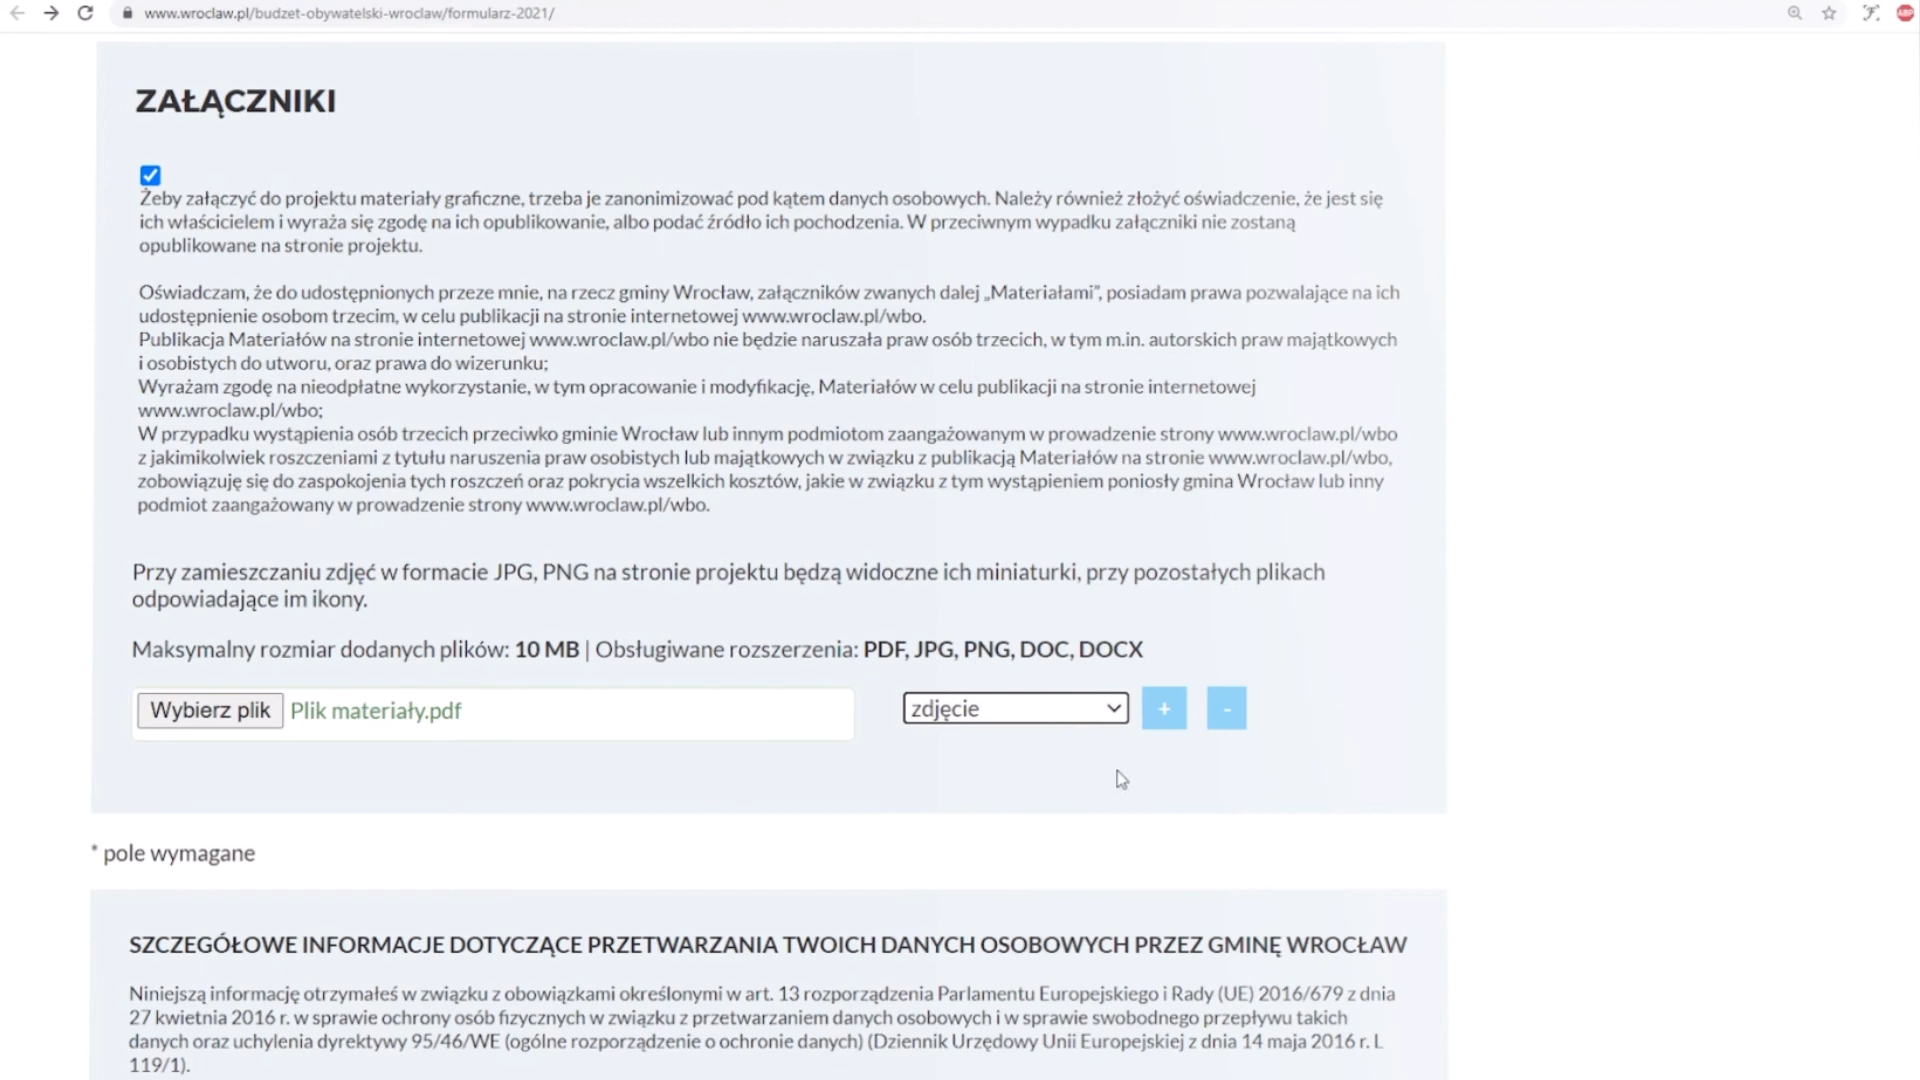 www.wroclaw.pl/budzet-obywatelski-wroclaw/formularz-2021/
ABP
ZAŁĄCZNIKI
Żeby załączyć do projektu materiały graficzne, trzeba je zanonimizować pod kątem danych osobowych. Należy również złożyć oświadczenie, że jest się
ich właścicielem i wyraża się zgodę na ich opublikowanie, albo podać źródło ich pochodzenia. W przeciwnym wypadku załączniki nie zostaną
opublikowane na stronie projektu.
Oświadczam, że do udostępnionych przeze mnie, na rzecz gminy Wrocław, załączników zwanych dalej „Materiałami”, posiadam prawa pozwalające na ich
udostępnienie osobom trzecim, w celu publikacji na stronie internetowej www.wroclaw.pl/wbo.
Publikacja Materiałów na stronie internetowej www.wroclaw.pl/wbo nie będzie naruszała praw osób trzecich, w tym m.in. autorskich praw majątkowych
i osobistych do utworu, oraz prawa do wizerunku;
Wyrażam zgodę na nieodpłatne wykorzystanie, w tym opracowanie i modyfikację, Materiałów w celu publikacji na stronie internetowej
www.wroclaw.pl/wbo;
W przypadku wystąpienia osób trzecich przeciwko gminie Wrocław lub innym podmiotom zaangażowanym w prowadzenie strony www.wroclaw.pl/wbo
z jakimikolwiek roszczeniami z tytułu naruszenia praw osobistych lub majątkowych w związku z publikacją Materiałów na stronie www.wroclaw.pl/wbo,
zobowiązuję się do zaspokojenia tych roszczeń oraz pokrycia wszelkich kosztów, jakie w związku z tym wystąpieniem poniosły gmina Wrocław lub inny
podmiot zaangażowany w prowadzenie strony www.wroclaw.pl/wbo.
Przy zamieszczaniu zdjęć w formacie JPG, PNG na stronie projektu będą widoczne ich miniaturki, przy pozostałych plikach
odpowiadające im ikony.
Maksymalny rozmiar dodanych plików: 10 MB | Obsługiwane rozszerzenia: PDF, JPG, PNG, DOC, DOCX
Wybierz plik Plik materiały.pdf zdjęcie + -
* pole wymagane
SZCZEGÓŁOWE INFORMACJE DOTYCZĄCE PRZETWARZANIA TWOICH DANYCH OSOBOWYCH PRZEZ GMINĘ WROCŁAW
Niniejszą informację otrzymałeś w związku z obowiązkami określonymi w art. 13 rozporządzenia Parlamentu Europejskiego i Rady (UE) 2016/679 z dnia
27 kwietnia 2016 r. w sprawie ochrony osób fizycznych w związku z przetwarzaniem danych osobowych i w sprawie swobodnego przepływu takich
danych oraz uchylenia dyrektywy 95/46/WE (ogólne rozporządzenie o ochronie danych) (Dziennik Urzędowy Unii Europejskiej z dnia 14 maja 2016 r. L
119/1).